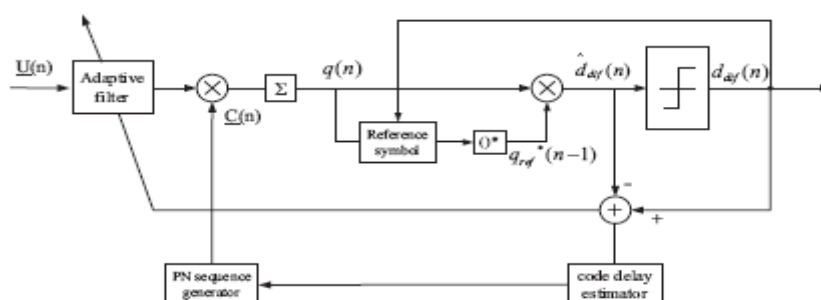 U(n)
Adaptive
filter
C(n)
Σ
q(n)
Reference
symbol
()*
q_ref*(n−1)
d̂_dif(n)
d_dif(n)
-
+
+
PN sequence
generator
code delay
estimator